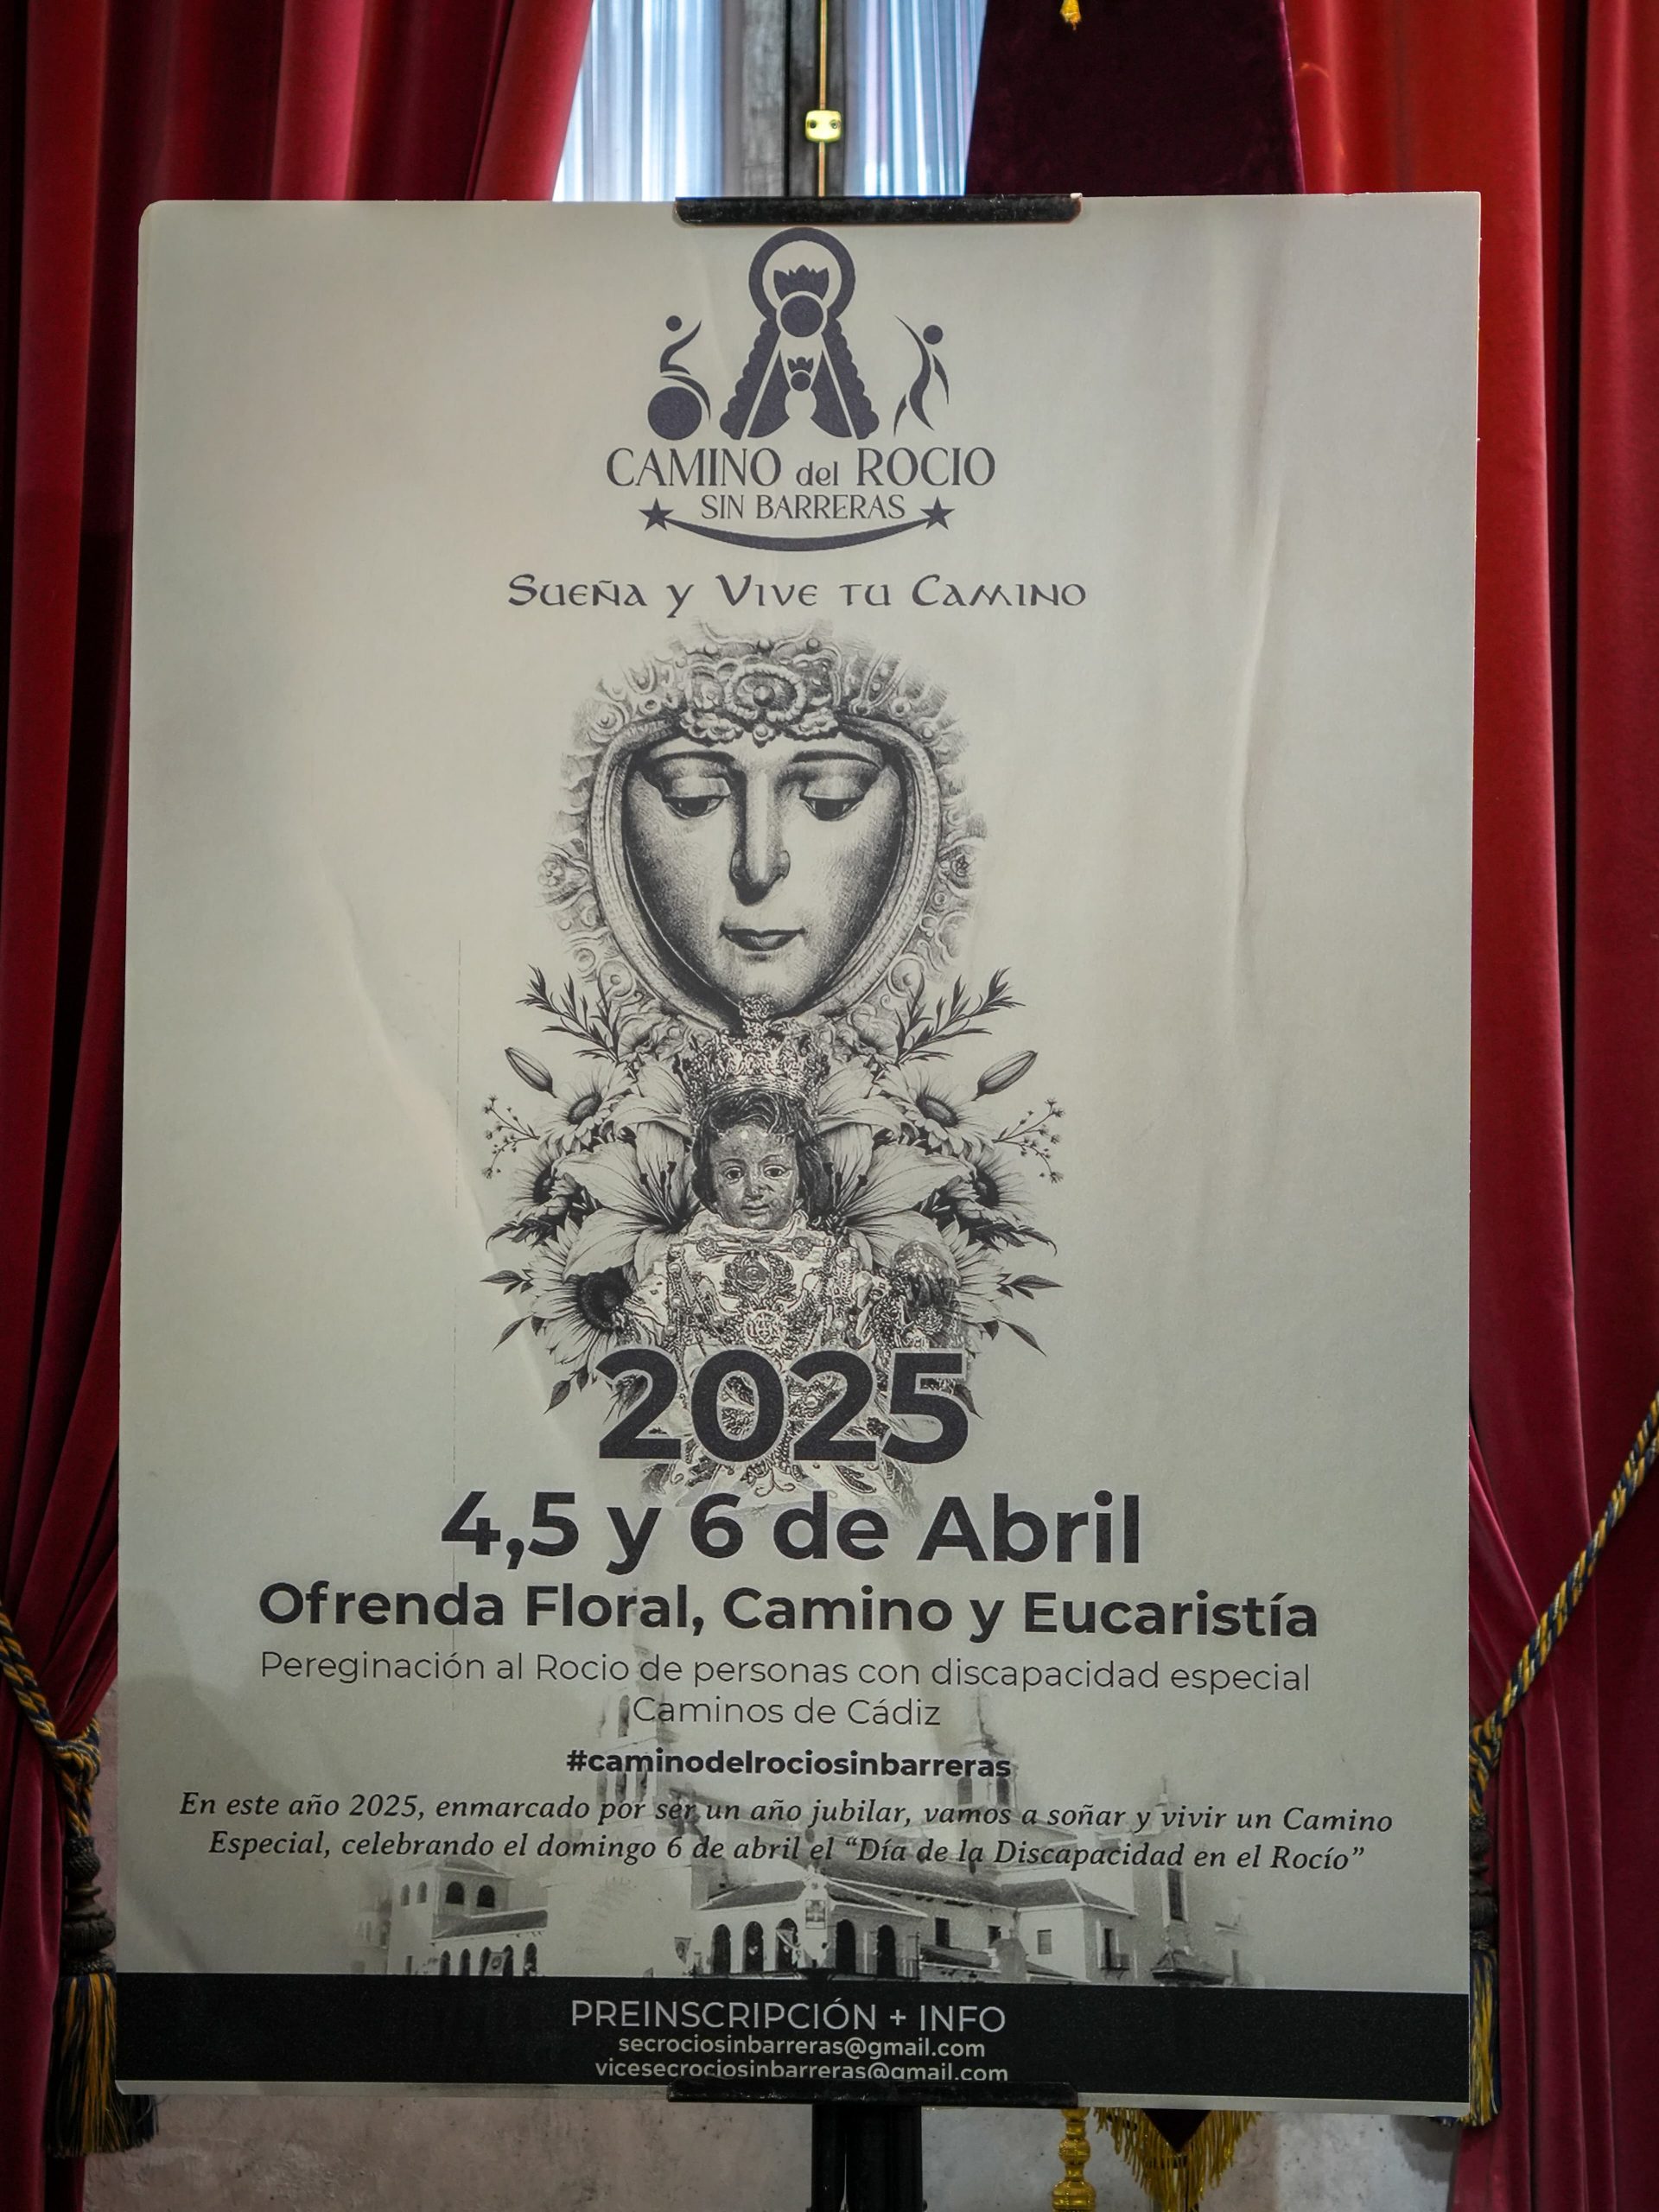 CAMINO del ROCIO
SIN BARRERAS
Sueña y Vive tu Camino
2025
4,5 y 6 de Abril
Ofrenda Floral, Camino y Eucaristía
Pereginación al Rocio de personas con discapacidad especial
Caminos de Cádiz
#caminodelrociosinbarreras
En este año 2025, enmarcado por ser un año jubilar, vamos a soñar y vivir un Camino
Especial, celebrando el domingo 6 de abril el “Día de la Discapacidad en el Rocío”
PREINSCRIPCIÓN + INFO
secrociosinbarreras@gmail.com
vicesecrociosinbarreras@gmail.com